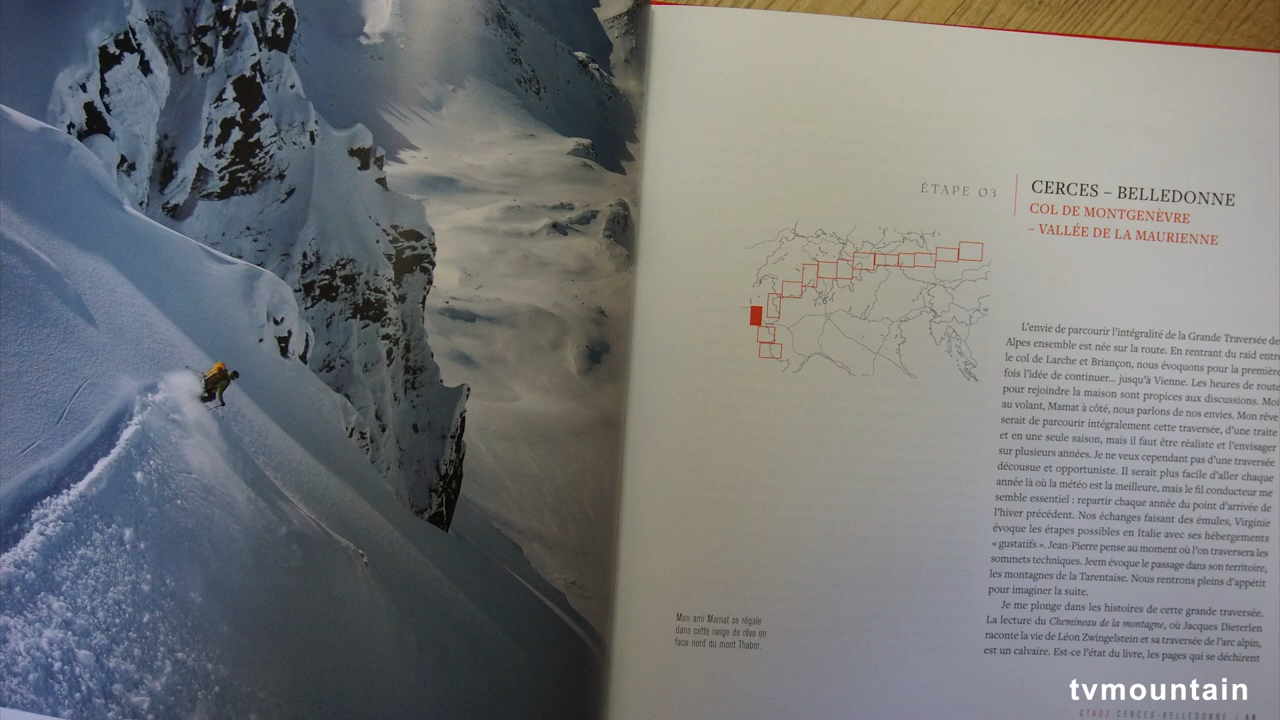 ÉTAPE 03
CERCES – BELLEDONNE
COL DE MONTGENÈVRE
– VALLÉE DE LA MAURIENNE
L'envie de parcourir l'intégralité de la Grande Traversée de
Alpes ensemble est née sur la route. En rentrant du raid entre
le col de Larche et Briançon, nous évoquons pour la première
fois l'idée de continuer... jusqu'à Vienne. Les heures de route
pour rejoindre la maison sont propices aux discussions. Moi
au volant, Mamat à côté, nous parlons de nos envies. Mon rêve
serait de parcourir intégralement cette traversée, d'une traite
et en une seule saison, mais il faut être réaliste et l'envisager
sur plusieurs années. Je ne veux cependant pas d'une traversée
décousue et opportuniste. Il serait plus facile d'aller chaque
année là où la météo est la meilleure, mais le fil conducteur me
semble essentiel : repartir chaque année du point d'arrivée de
l'hiver précédent. Nos échanges faisant des émules, Virginie
évoque les étapes possibles en Italie avec ses hébergements
« gustatifs ». Jean-Pierre pense au moment où l'on traversera les
sommets techniques. Jeem évoque le passage dans son territoire,
les montagnes de la Tarentaise. Nous rentrons pleins d'appétit
pour imaginer la suite.
Je me plonge dans les histoires de cette grande traversée.
La lecture du Chemineau de la montagne, où Jacques Dieterlen
raconte la vie de Léon Zwingelstein et sa traversée de l'arc alpin,
est un calvaire. Est-ce l'état du livre, les pages qui se déchirent
Mon ami Mamat se régale
dans cette neige de rêve en
face nord du mont Thabor.
tvmountain
CERCES-BELLEDONNE